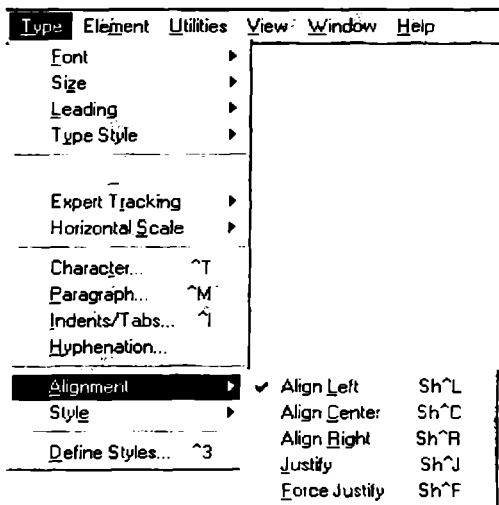 Type Element Utilities View Window Help
Font
Size
Leading
Type Style
Expert Tracking
Horizontal Scale
Character... ^T
Paragraph... ^M
Indents/Tabs... ^I
Hyphenation...
Alignment ✔ Align Left Sh^L
Style Align Center Sh^C
Align Right Sh^R
Define Styles... ^3 Justify Sh^J
Force Justify Sh^F